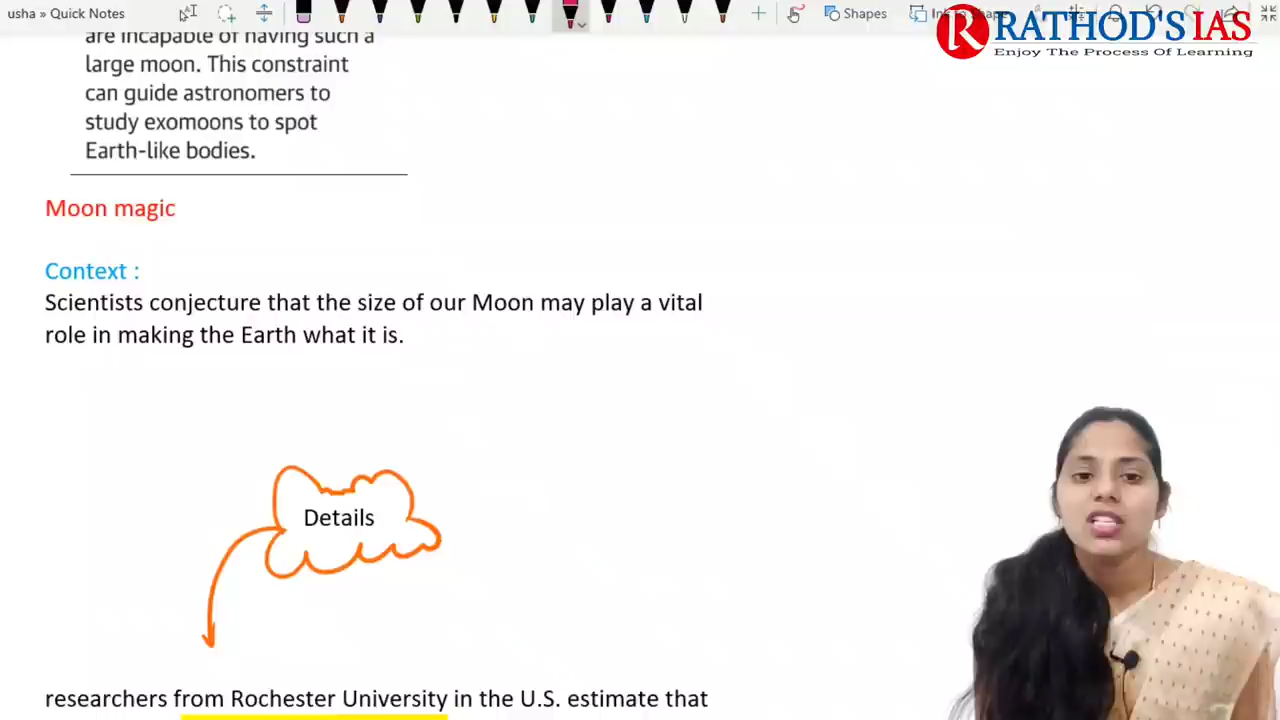 usha » Quick Notes
Shapes
RATHOD'S IAS
Enjoy The Process Of Learning
are incapable of having such a
large moon. This constraint
can guide astronomers to
study exomoons to spot
Earth-like bodies.
Moon magic
Context :
Scientists conjecture that the size of our Moon may play a vital
role in making the Earth what it is.
Details
researchers from Rochester University in the U.S. estimate that